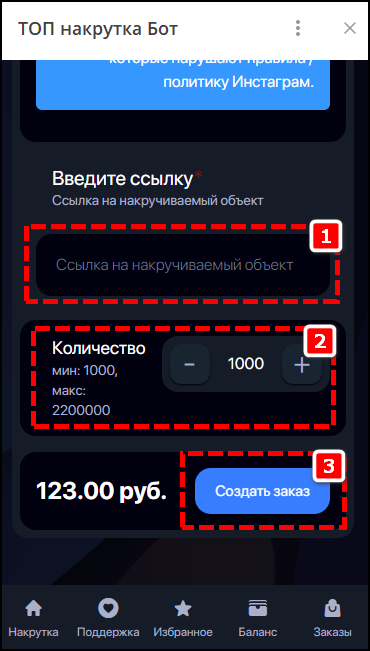 ТОП накрутка Бот
которые нарушают правила /
политику Инстаграм.
Введите ссылку*
Ссылка на накручиваемый объект
1
Ссылка на накручиваемый объект
2
Количество
мин: 1000,
макс:
2200000
- 1000 +
3
123.00 руб.
Создать заказ
Накрутка Поддержка Избранное Баланс Заказы